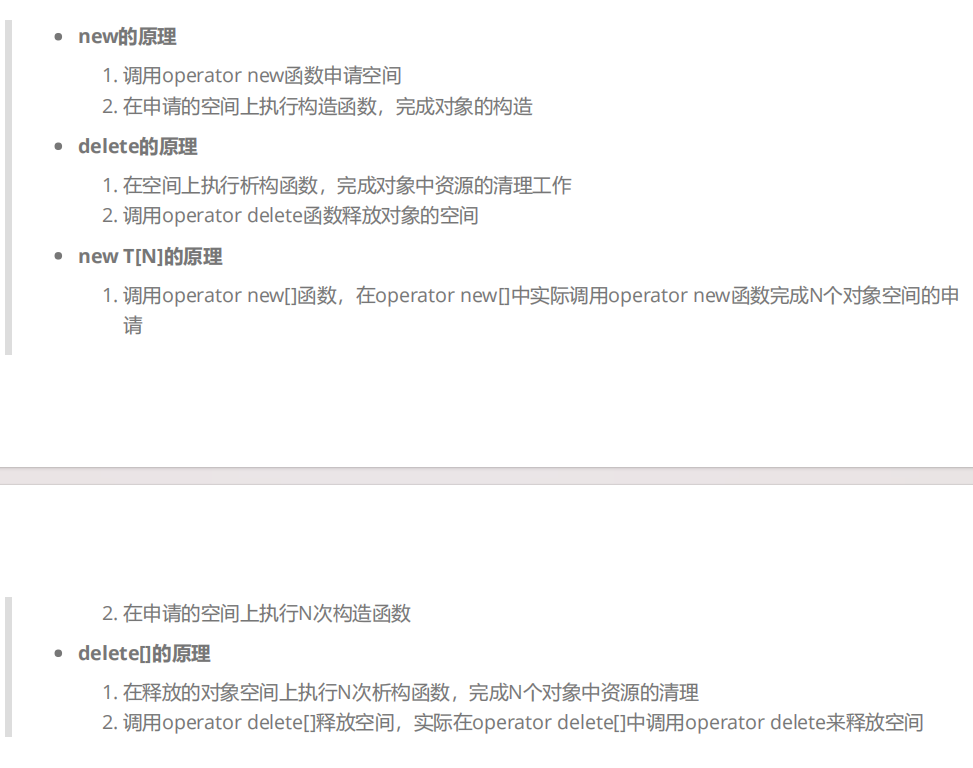 • new的原理
1. 调用operator new函数申请空间
2. 在申请的空间上执行构造函数，完成对象的构造
• delete的原理
1. 在空间上执行析构函数，完成对象中资源的清理工作
2. 调用operator delete函数释放对象的空间
• new T[N]的原理
1. 调用operator new[]函数，在operator new[]中实际调用operator new函数完成N个对象空间的申
请
2. 在申请的空间上执行N次构造函数
• delete[]的原理
1. 在释放的对象空间上执行N次析构函数，完成N个对象中资源的清理
2. 调用operator delete[]释放空间，实际在operator delete[]中调用operator delete来释放空间